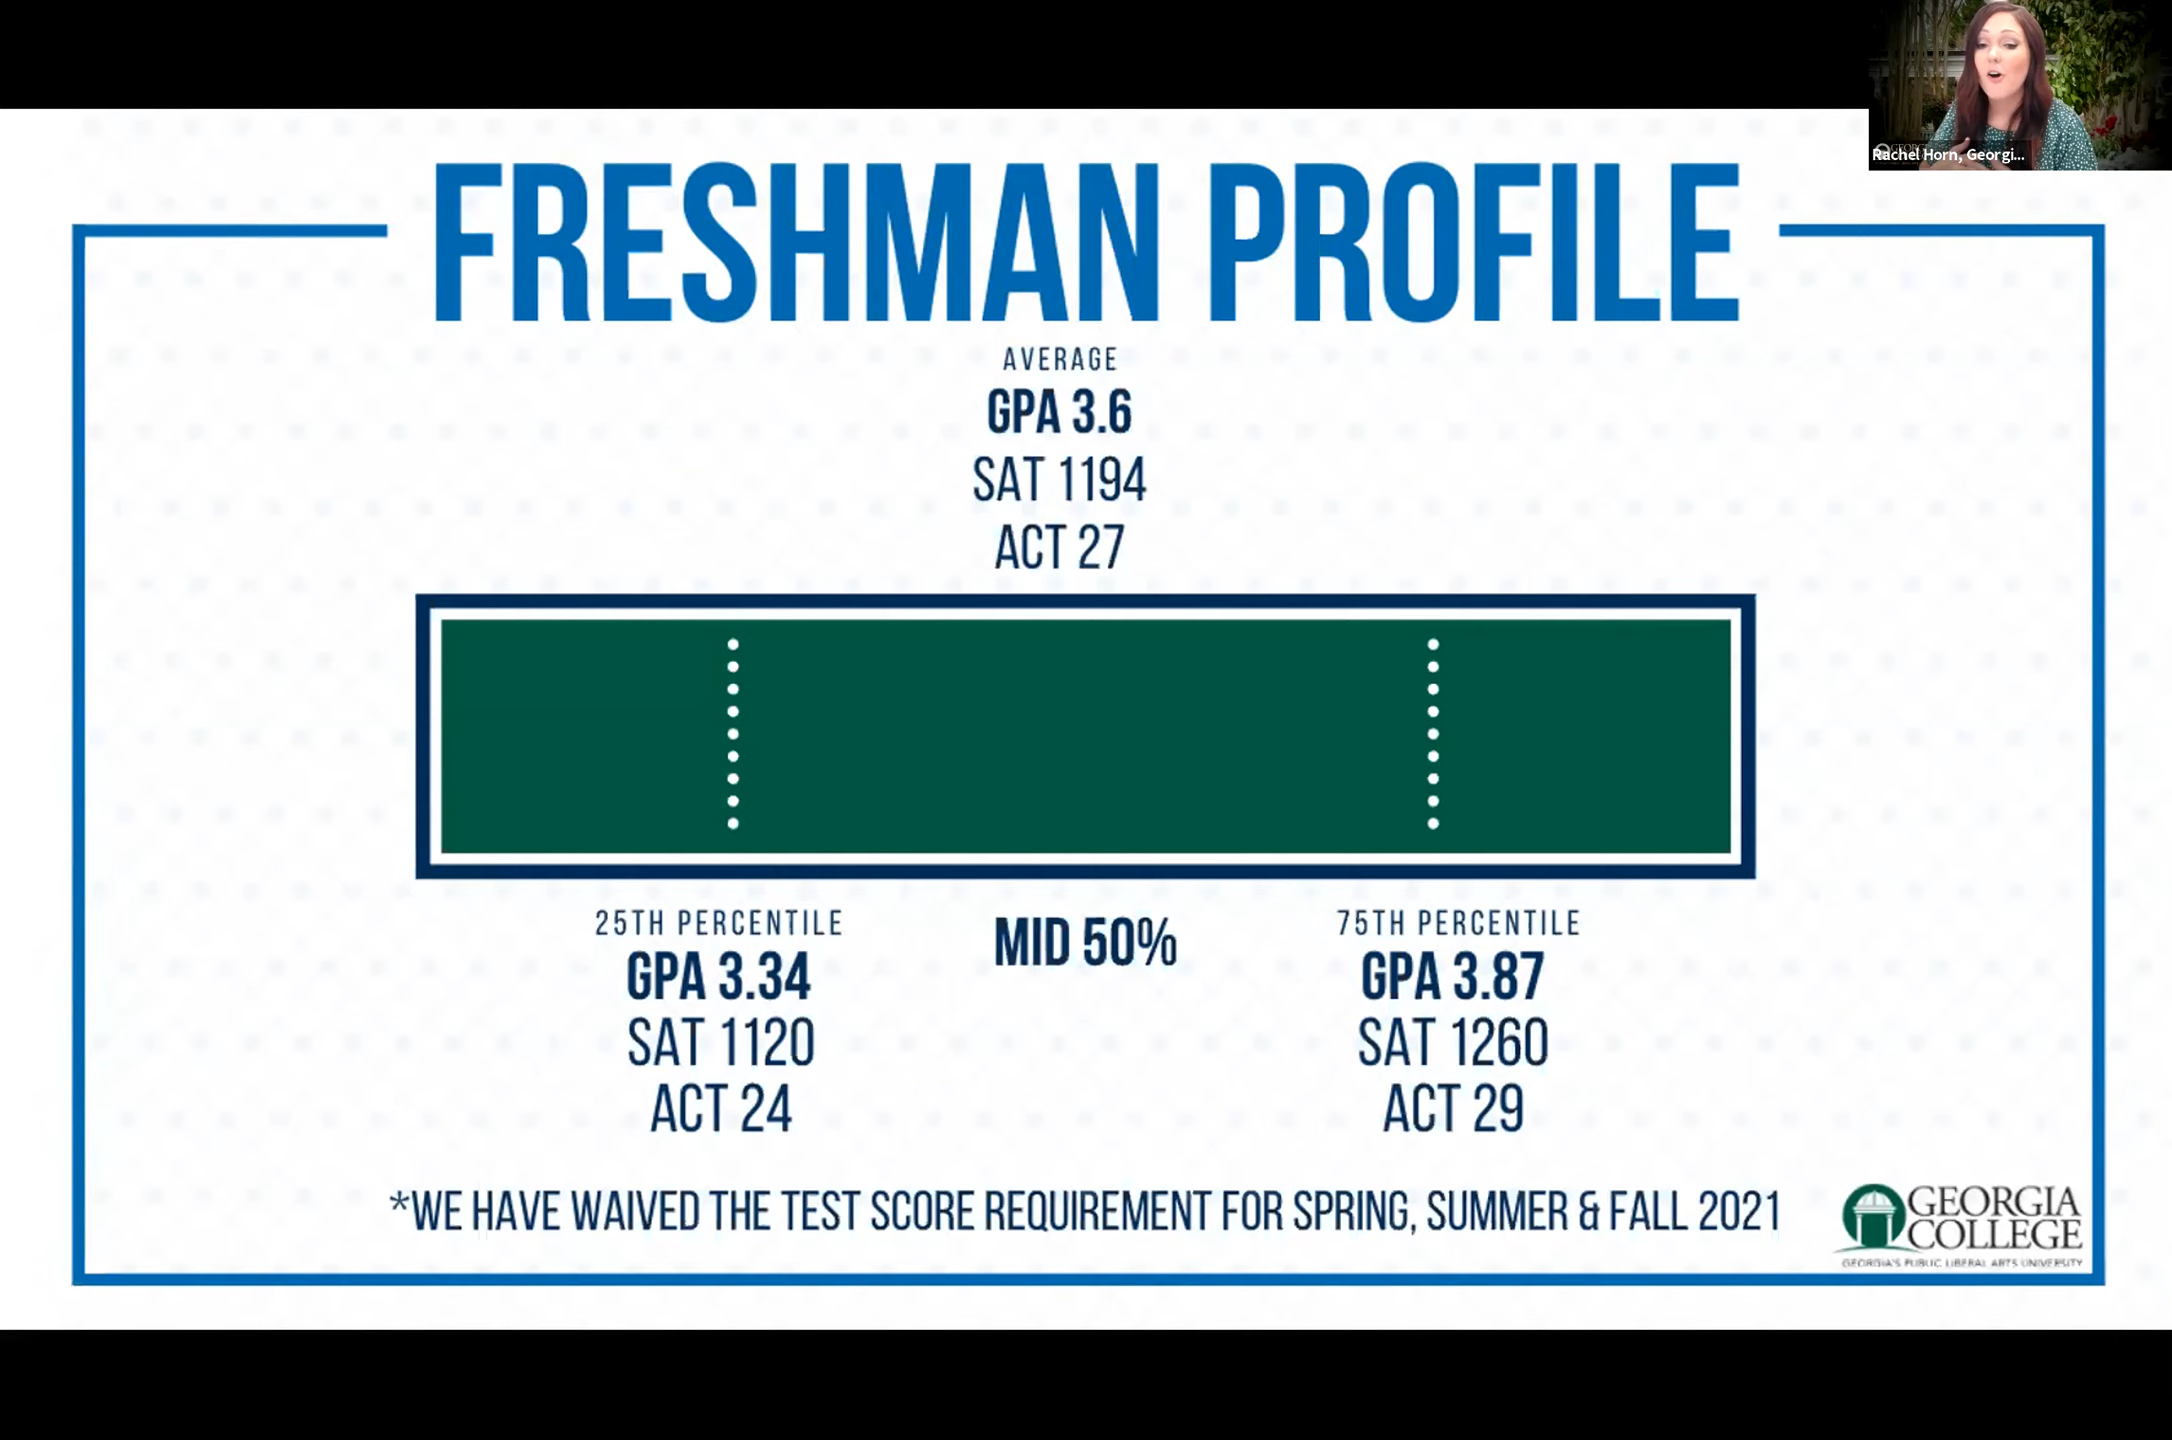 Rachel Horn, Georgi...
FRESHMAN PROFILE
AVERAGE
GPA 3.6
SAT 1194
ACT 27
25TH PERCENTILE
GPA 3.34
SAT 1120
ACT 24
MID 50%
75TH PERCENTILE
GPA 3.87
SAT 1260
ACT 29
*WE HAVE WAIVED THE TEST SCORE REQUIREMENT FOR SPRING, SUMMER & FALL 2021
GEORGIA
COLLEGE
GEORGIA'S PUBLIC LIBERAL ARTS UNIVERSITY